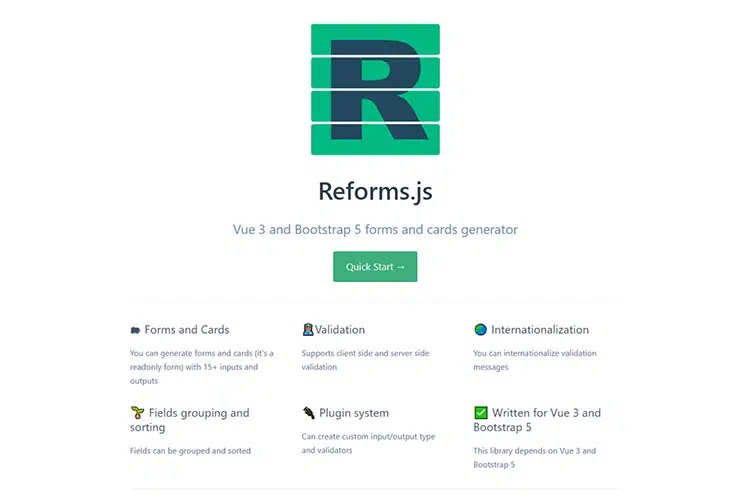 R
Reforms.js
Vue 3 and Bootstrap 5 forms and cards generator
Quick Start →
Forms and Cards
You can generate forms and cards (it's a
readonly form) with 15+ inputs and
outputs
Validation
Supports client side and server side
validation
Internationalization
You can internationalize validation
messages
Fields grouping and
sorting
Fields can be grouped and sorted
Plugin system
Can create custom input/output type
and validators
Written for Vue 3 and
Bootstrap 5
This library depends on Vue 3 and
Bootstrap 5